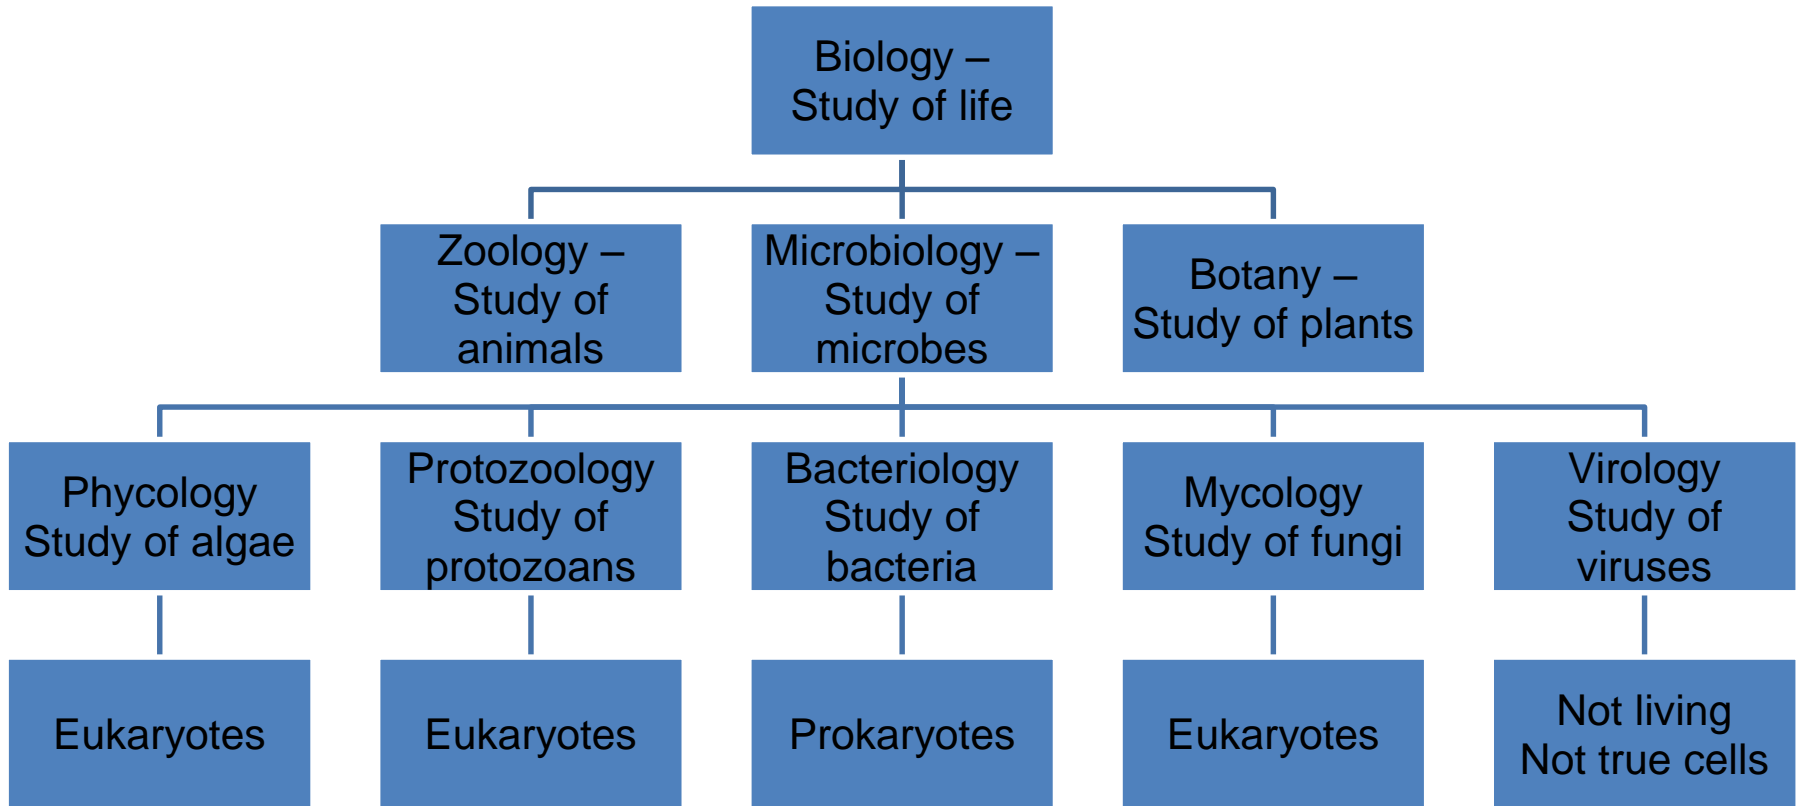 Biology –
Study of life
Zoology –
Study of
animals
Microbiology –
Study of
microbes
Botany –
Study of plants
Phycology
Study of algae
Protozoology
Study of
protozoans
Bacteriology
Study of
bacteria
Mycology
Study of fungi
Virology
Study of
viruses
Eukaryotes
Eukaryotes
Prokaryotes
Eukaryotes
Not living
Not true cells